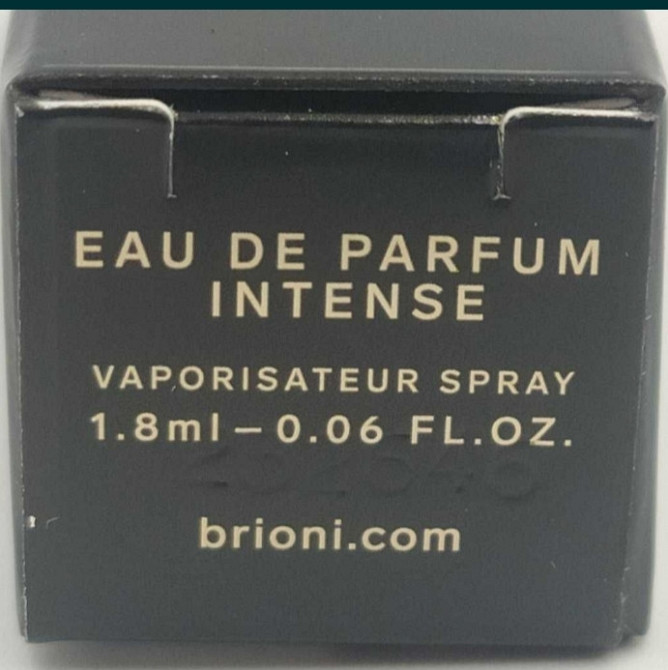 EAU DE PARFUM
INTENSE
VAPORISATEUR SPRAY
1.8ml – 0.06 FL.OZ.
brioni.com